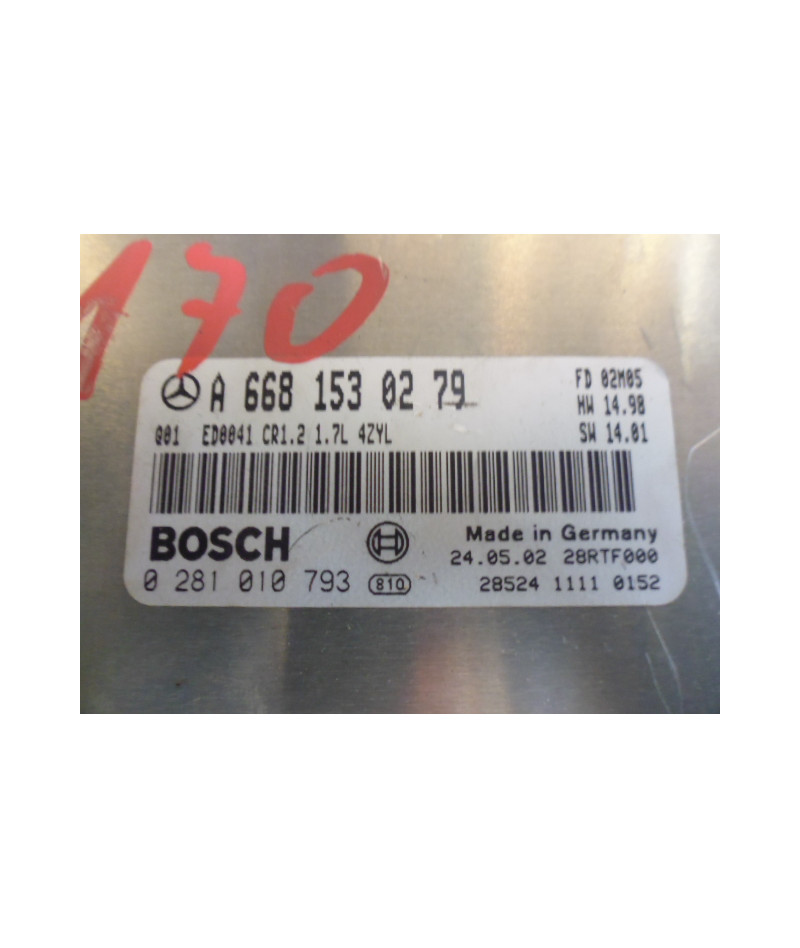 170
A 668 153 02 79
FD 02M05
HW 14.98
Q01 ED0041 CR1.2 1.7L 4ZYL
SW 14.01
BOSCH
Made in Germany
24.05.02 28RTF000
0 281 010 793 810
28524 1111 0152